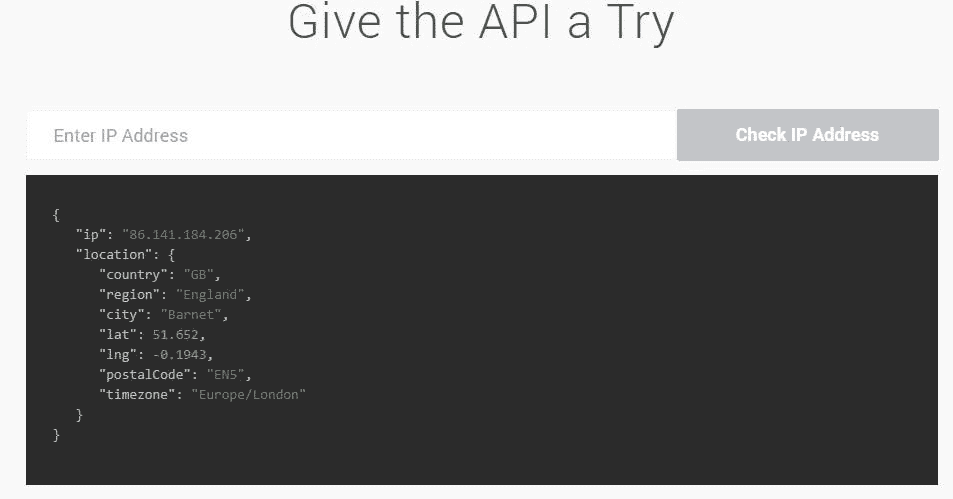 Give the API a Try
Enter IP Address
Check IP Address
{
"ip": "86.141.184.206",
"location": {
"country": "GB",
"region": "England",
"city": "Barnet",
"lat": 51.652,
"lng": -0.1943,
"postalCode": "EN5",
"timezone": "Europe/London"
}
}